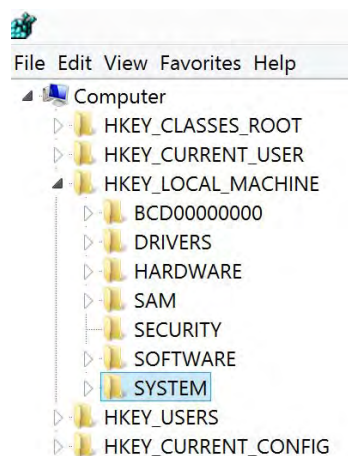 File Edit View Favorites Help
Computer
HKEY_CLASSES_ROOT
HKEY_CURRENT_USER
HKEY_LOCAL_MACHINE
BCD00000000
DRIVERS
HARDWARE
SAM
SECURITY
SOFTWARE
SYSTEM
HKEY_USERS
HKEY_CURRENT_CONFIG